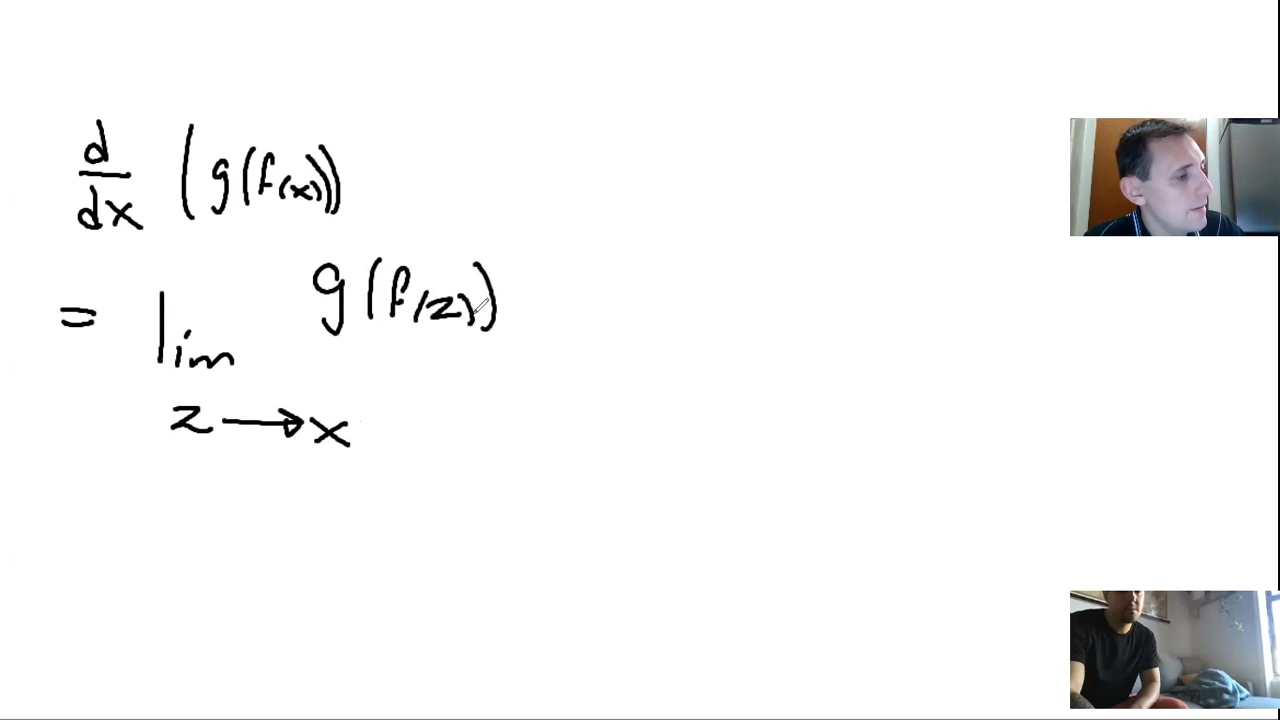 d/dx (g(f(x)))
= lim g(f(z))
z → x